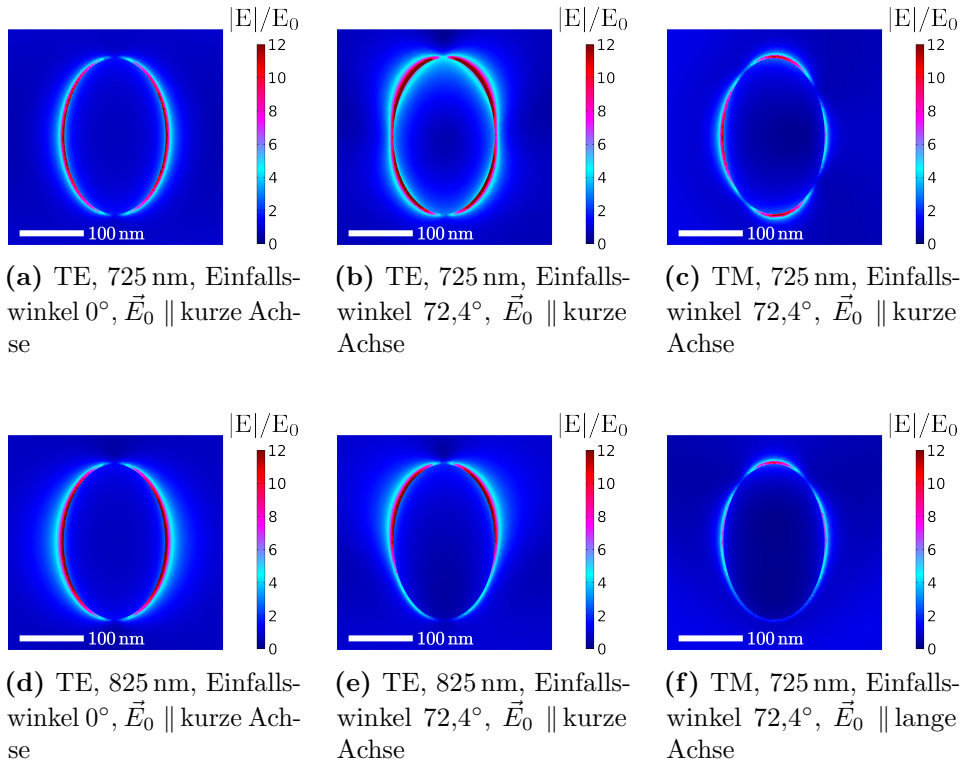 |E|/E₀
12
10
8
6
4
2
0
100 nm
(a) TE, 725 nm, Einfalls-
winkel 0°, E⃗₀ ∥ kurze Ach-
se
|E|/E₀
12
10
8
6
4
2
0
100 nm
(b) TE, 725 nm, Einfalls-
winkel 72,4°, E⃗₀ ∥ kurze
Achse
|E|/E₀
12
10
8
6
4
2
0
100 nm
(c) TM, 725 nm, Einfalls-
winkel 72,4°, E⃗₀ ∥ kurze
Achse
|E|/E₀
12
10
8
6
4
2
0
100 nm
(d) TE, 825 nm, Einfalls-
winkel 0°, E⃗₀ ∥ kurze Ach-
se
|E|/E₀
12
10
8
6
4
2
0
100 nm
(e) TE, 825 nm, Einfalls-
winkel 72,4°, E⃗₀ ∥ kurze
Achse
|E|/E₀
12
10
8
6
4
2
0
100 nm
(f) TM, 725 nm, Einfalls-
winkel 72,4°, E⃗₀ ∥ lange
Achse